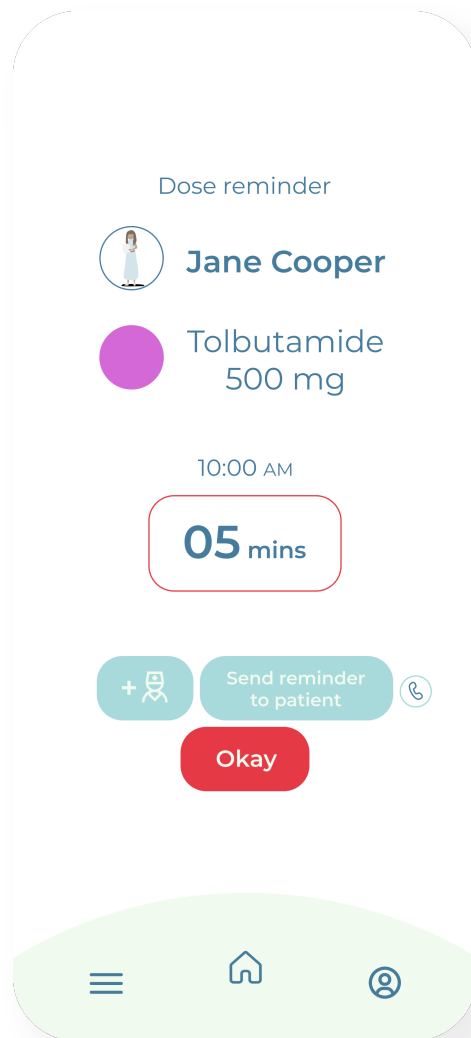 Dose reminder
Jane Cooper
Tolbutamide
500 mg
10:00 AM
05 mins
+
Send reminder
to patient
Okay